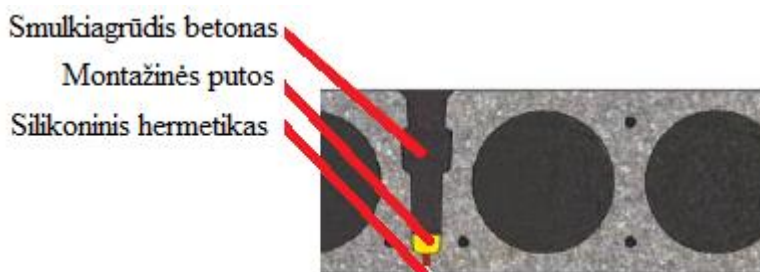 Smulkiagrūdis betonas
Montažinės putos
Silikoninis hermetikas